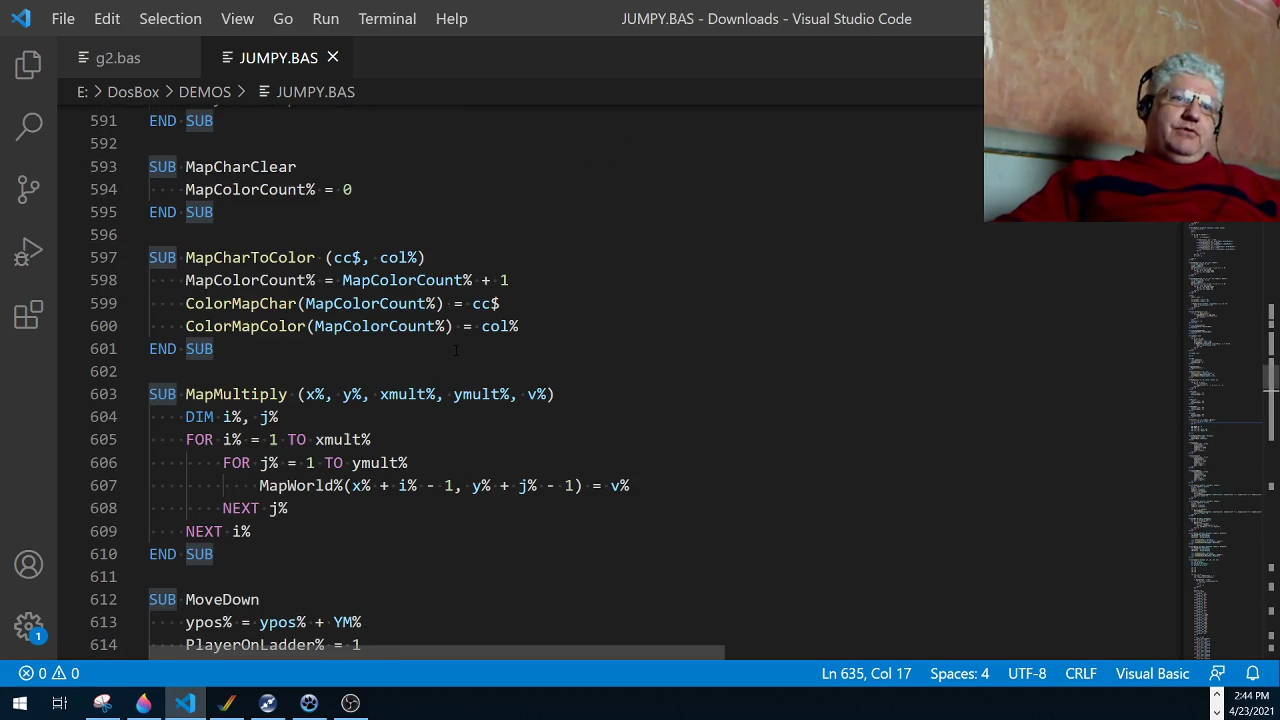 File Edit Selection View Go Run Terminal Help JUMPY.BAS - Downloads - Visual Studio Code
g2.bas JUMPY.BAS
E: > DosBox > DEMOS > JUMPY.BAS
591 END SUB
592
593 SUB MapCharClear
594 MapColorCount% = 0
595 END SUB
596
597 SUB MapCharToColor (cc$, col%)
598 MapColorCount% = MapColorCount% + 1
599 ColorMapChar(MapColorCount%) = cc$
600 ColorMapColor(MapColorCount%) = col%
601 END SUB
602
603 SUB MapMultiply (x%, y%, xmult%, ymult%, v%)
604 DIM i%, j%
605 FOR i% = 1 TO xmult%
606 FOR j% = 1 TO ymult%
607 MapWorld%(x% + i% - 1, y% + j% - 1) = v%
608 NEXT j%
609 NEXT i%
610 END SUB
611
612 SUB MoveDown
613 ypos% = ypos% + YM%
614 PlayerOnLadder% = 1
1
0 0 Ln 635, Col 17 Spaces: 4 UTF-8 CRLF Visual Basic
2:44 PM
4/23/2021